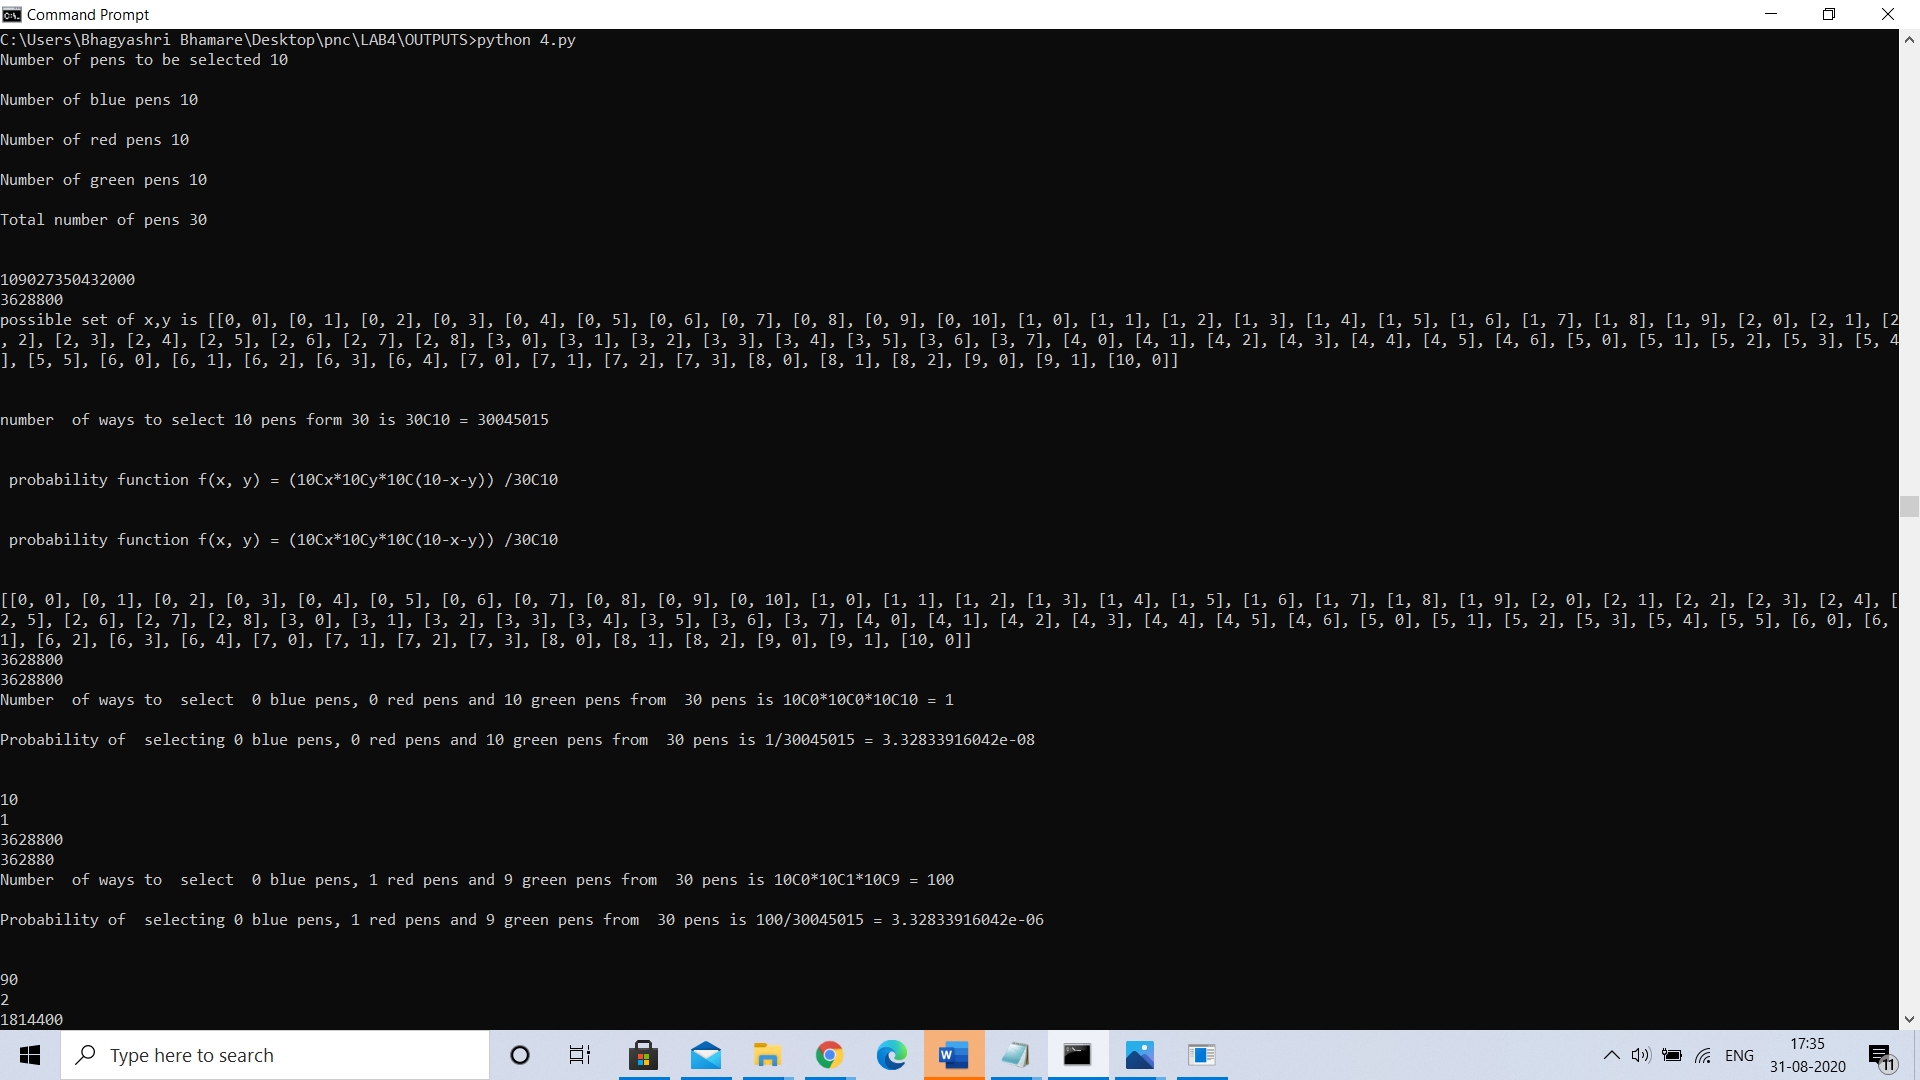 Command Prompt
C:\Users\Bhagyashri Bhamare\Desktop\pnc\LAB4\OUTPUTS>python 4.py
Number of pens to be selected 10
Number of blue pens 10
Number of red pens 10
Number of green pens 10
Total number of pens 30
109027350432000
3628800
possible set of x,y is [[0, 0], [0, 1], [0, 2], [0, 3], [0, 4], [0, 5], [0, 6], [0, 7], [0, 8], [0, 9], [0, 10], [1, 0], [1, 1], [1, 2], [1, 3], [1, 4], [1, 5], [1, 6], [1, 7], [1, 8], [1, 9], [2, 0], [2, 1], [2
, 2], [2, 3], [2, 4], [2, 5], [2, 6], [2, 7], [2, 8], [3, 0], [3, 1], [3, 2], [3, 3], [3, 4], [3, 5], [3, 6], [3, 7], [4, 0], [4, 1], [4, 2], [4, 3], [4, 4], [4, 5], [4, 6], [5, 0], [5, 1], [5, 2], [5, 3], [5, 4
], [5, 5], [6, 0], [6, 1], [6, 2], [6, 3], [6, 4], [7, 0], [7, 1], [7, 2], [7, 3], [8, 0], [8, 1], [8, 2], [9, 0], [9, 1], [10, 0]]
number  of ways to select 10 pens form 30 is 30C10 = 30045015
probability function f(x, y) = (10Cx*10Cy*10C(10-x-y)) /30C10
probability function f(x, y) = (10Cx*10Cy*10C(10-x-y)) /30C10
[[0, 0], [0, 1], [0, 2], [0, 3], [0, 4], [0, 5], [0, 6], [0, 7], [0, 8], [0, 9], [0, 10], [1, 0], [1, 1], [1, 2], [1, 3], [1, 4], [1, 5], [1, 6], [1, 7], [1, 8], [1, 9], [2, 0], [2, 1], [2, 2], [2, 3], [2, 4], [
2, 5], [2, 6], [2, 7], [2, 8], [3, 0], [3, 1], [3, 2], [3, 3], [3, 4], [3, 5], [3, 6], [3, 7], [4, 0], [4, 1], [4, 2], [4, 3], [4, 4], [4, 5], [4, 6], [5, 0], [5, 1], [5, 2], [5, 3], [5, 4], [5, 5], [6, 0], [6,
1], [6, 2], [6, 3], [6, 4], [7, 0], [7, 1], [7, 2], [7, 3], [8, 0], [8, 1], [8, 2], [9, 0], [9, 1], [10, 0]]
3628800
3628800
Number  of ways to  select  0 blue pens, 0 red pens and 10 green pens from  30 pens is 10C0*10C0*10C10 = 1
Probability of  selecting 0 blue pens, 0 red pens and 10 green pens from  30 pens is 1/30045015 = 3.32833916042e-08
10
1
3628800
362880
Number  of ways to  select  0 blue pens, 1 red pens and 9 green pens from  30 pens is 10C0*10C1*10C9 = 100
Probability of  selecting 0 blue pens, 1 red pens and 9 green pens from  30 pens is 100/30045015 = 3.32833916042e-06
90
2
1814400
Type here to search
ENG
17:35
31-08-2020
11